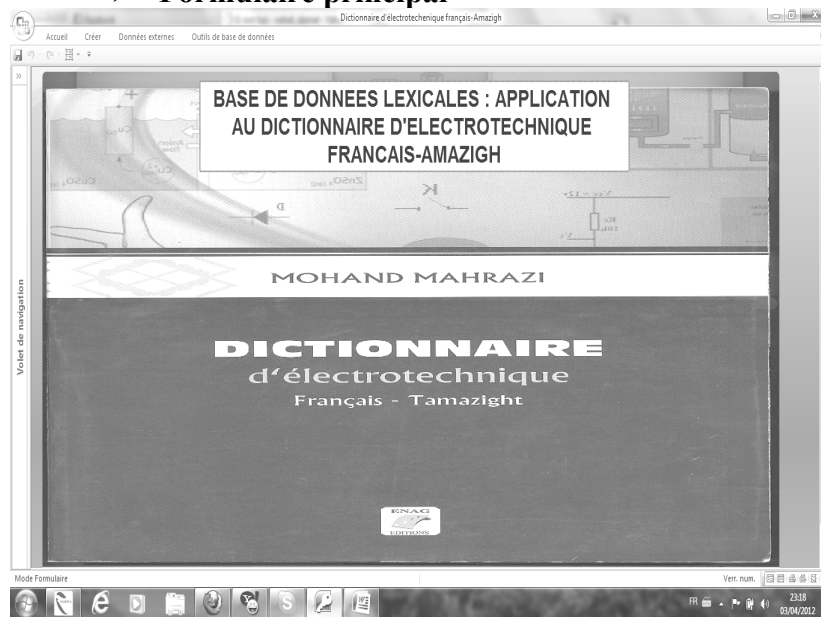 Formulaire principal
Dictionnaire d'électrotechenique français-Amazigh
Accueil Créer Données externes Outils de base de données
BASE DE DONNEES LEXICALES : APPLICATION
AU DICTIONNAIRE D'ELECTROTECHNIQUE
FRANCAIS-AMAZIGH
D
K
Volet de navigation
MOHAND MAHRAZI
DICTIONNAIRE
d'électrotechnique
Français - Tamazight
ENAG
EDITIONS
Mode Formulaire
Verr. num.
FR
23:18
03/04/2012